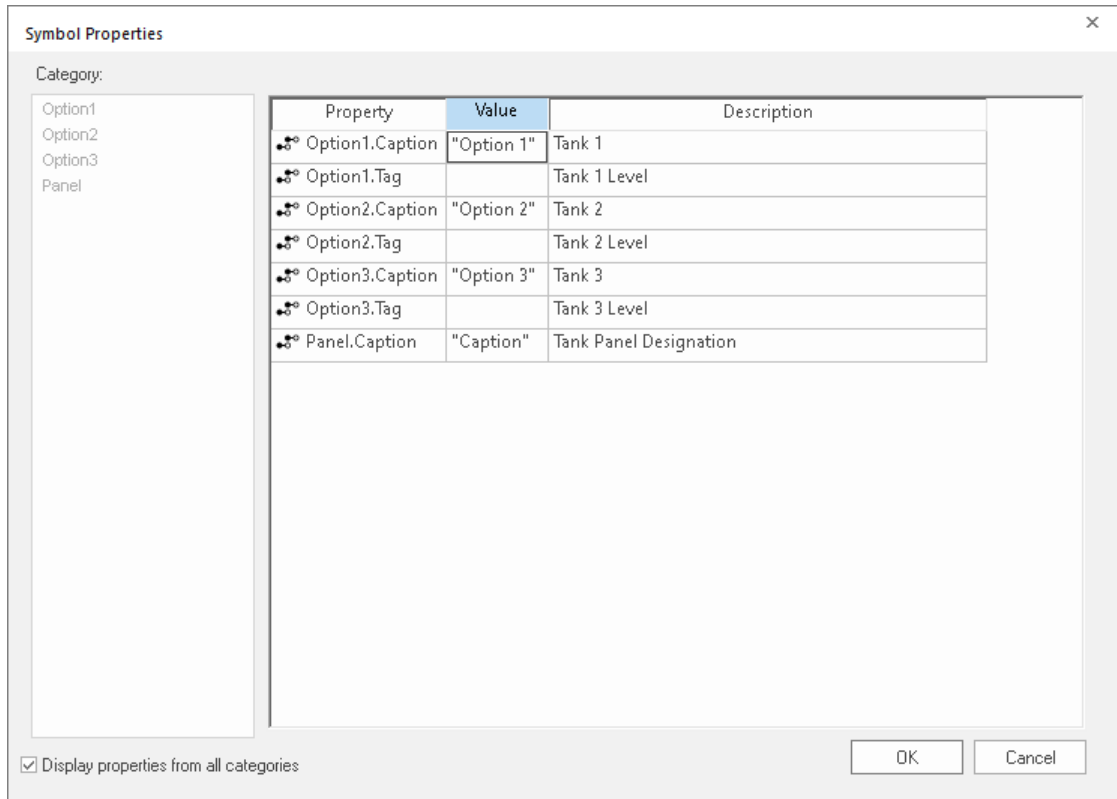 Symbol Properties
Category:
Option1
Option2
Option3
Panel
Property Value Description
Option1.Caption "Option 1" Tank 1
Option1.Tag Tank 1 Level
Option2.Caption "Option 2" Tank 2
Option2.Tag Tank 2 Level
Option3.Caption "Option 3" Tank 3
Option3.Tag Tank 3 Level
Panel.Caption "Caption" Tank Panel Designation
Display properties from all categories
OK Cancel